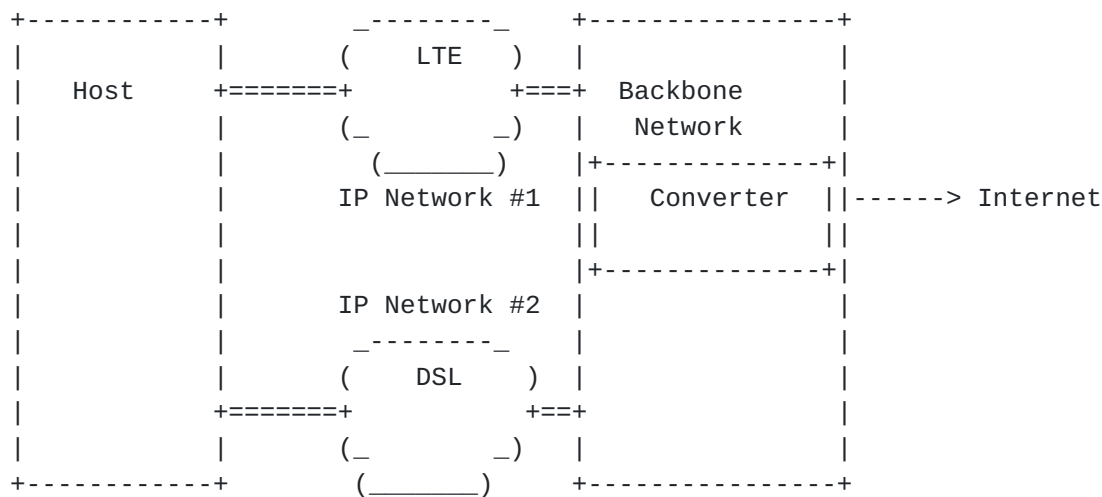 LTE
Host Backbone
Network
IP Network #1 Converter ------> Internet
IP Network #2
DSL